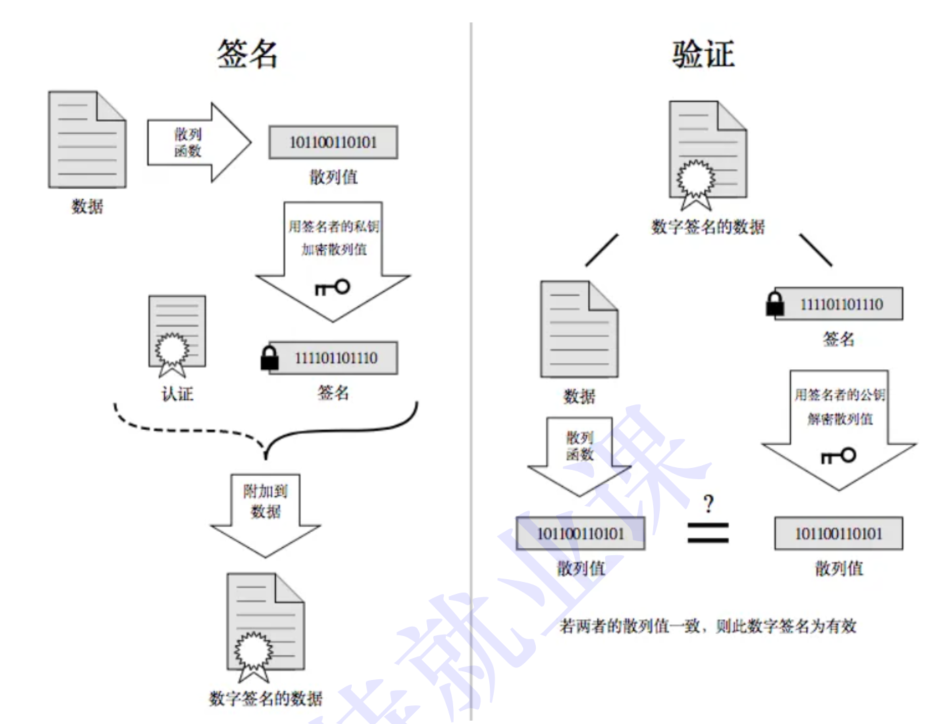 签名
散列
函数
101100110101
散列值
数据
用签名者的私钥
加密散列值
111101101110
认证
签名
附加到
数据
数字签名的数据
验证
数字签名的数据
111101101110
签名
数据
用签名者的公钥
解密散列值
散列
函数
?
101100110101
101100110101
散列值
散列值
若两者的散列值一致，则此数字签名为有效
就业课